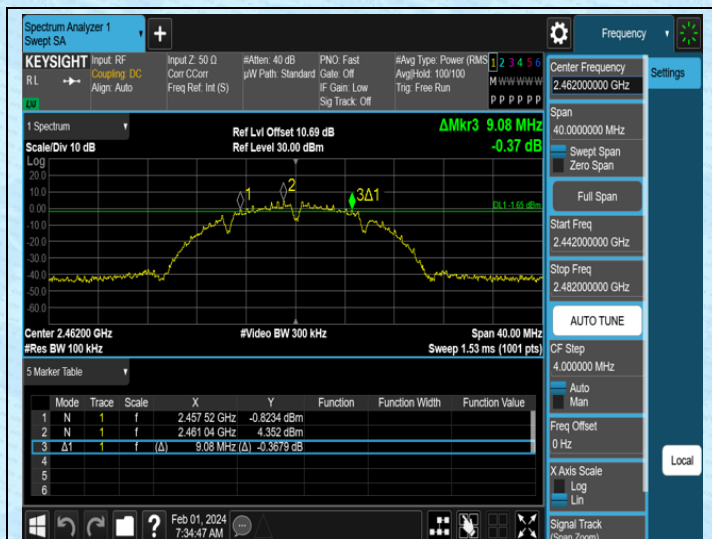 Spectrum Analyzer 1
Swept SA
+
Frequency
KEYSIGHT
RL
LXI
Input: RF
Coupling: DC
Align: Auto
Input Z: 50 Ω
Corr CCorr
Freq Ref: Int (S)
#Atten: 40 dB
µW Path: Standard
PNO: Fast
Gate: Off
IF Gain: Low
Sig Track: Off
#Avg Type: Power (RMS
Avg|Hold: 100/100
Trig: Free Run
1 2 3 4 5 6
M W W W W W
P P P P P P
1 Spectrum
Scale/Div 10 dB
Ref Lvl Offset 10.69 dB
Ref Level 30.00 dBm
ΔMkr3 9.08 MHz
-0.37 dB
Log
20.0
10.0
0.00
-10.0
-20.0
-30.0
-40.0
-50.0
-60.0
1
2
3Δ1
DL1 -1.65 dBm
Center 2.46200 GHz
#Video BW 300 kHz
Span 40.00 MHz
#Res BW 100 kHz
Sweep 1.53 ms (1001 pts)
5 Marker Table
Mode Trace Scale X Y Function Function Width Function Value
1 N 1 f 2.457 52 GHz -0.8234 dBm
2 N 1 f 2.461 04 GHz 4.352 dBm
3 Δ1 1 f (Δ) 9.08 MHz (Δ) -0.3679 dB
4
5
6
Feb 01, 2024
7:34:47 AM
?
Center Frequency
2.462000000 GHz
Settings
Span
40.0000000 MHz
Swept Span
Zero Span
Full Span
Start Freq
2.442000000 GHz
Stop Freq
2.482000000 GHz
AUTO TUNE
CF Step
4.000000 MHz
Auto
Man
Freq Offset
0 Hz
X Axis Scale
Log
Lin
Local
Signal Track
(Span Zoom)